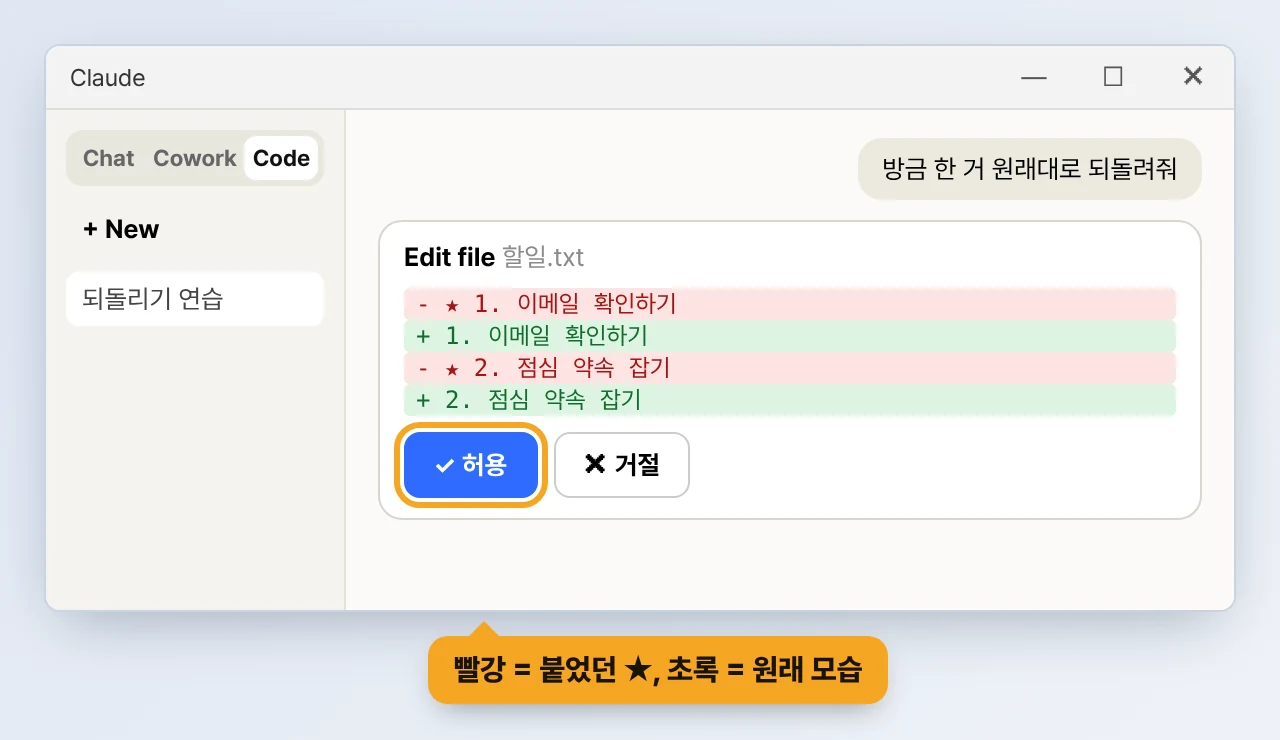 Claude
Chat Cowork Code
+ New
되돌리기 연습
방금 한 거 원래대로 되돌려줘
Edit file 할일.txt
- ★ 1. 이메일 확인하기
+ 1. 이메일 확인하기
- ★ 2. 점심 약속 잡기
+ 2. 점심 약속 잡기
✓ 허용
✕ 거절
빨강 = 붙었던 ★, 초록 = 원래 모습